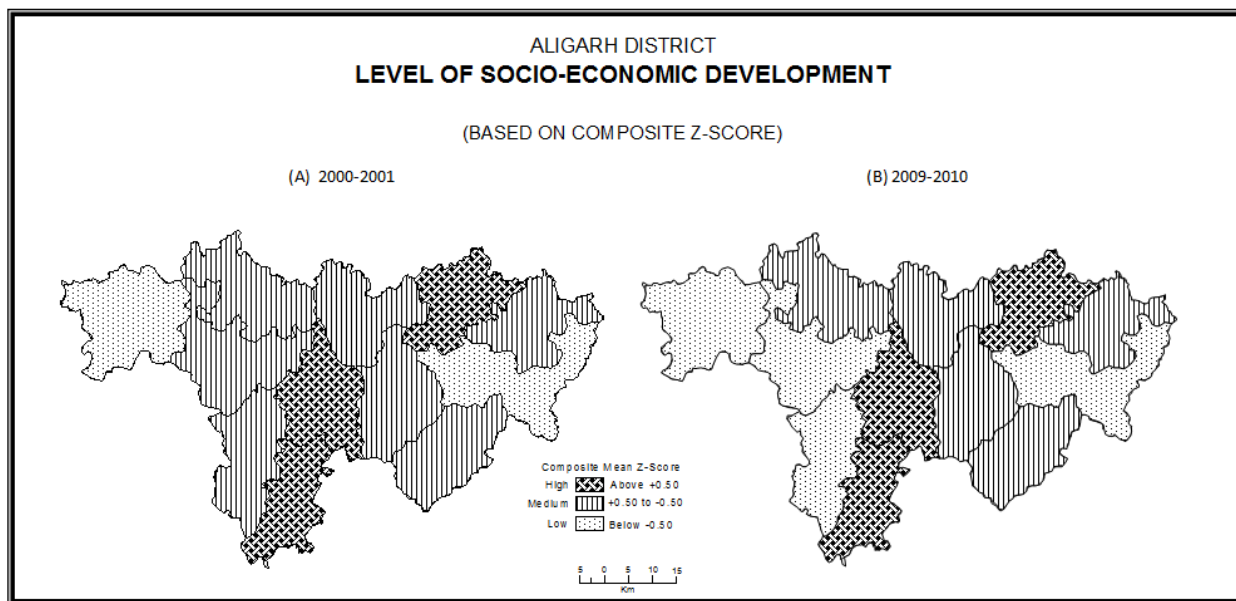 ALIGARH DISTRICT
LEVEL OF SOCIO-ECONOMIC DEVELOPMENT
(BASED ON COMPOSITE Z-SCORE)
(A) 2000-2001
(B) 2009-2010
Composite Mean Z-Score
High Above +0.50
Medium +0.50 to -0.50
Low Below -0.50
5 0 5 10 15
Km